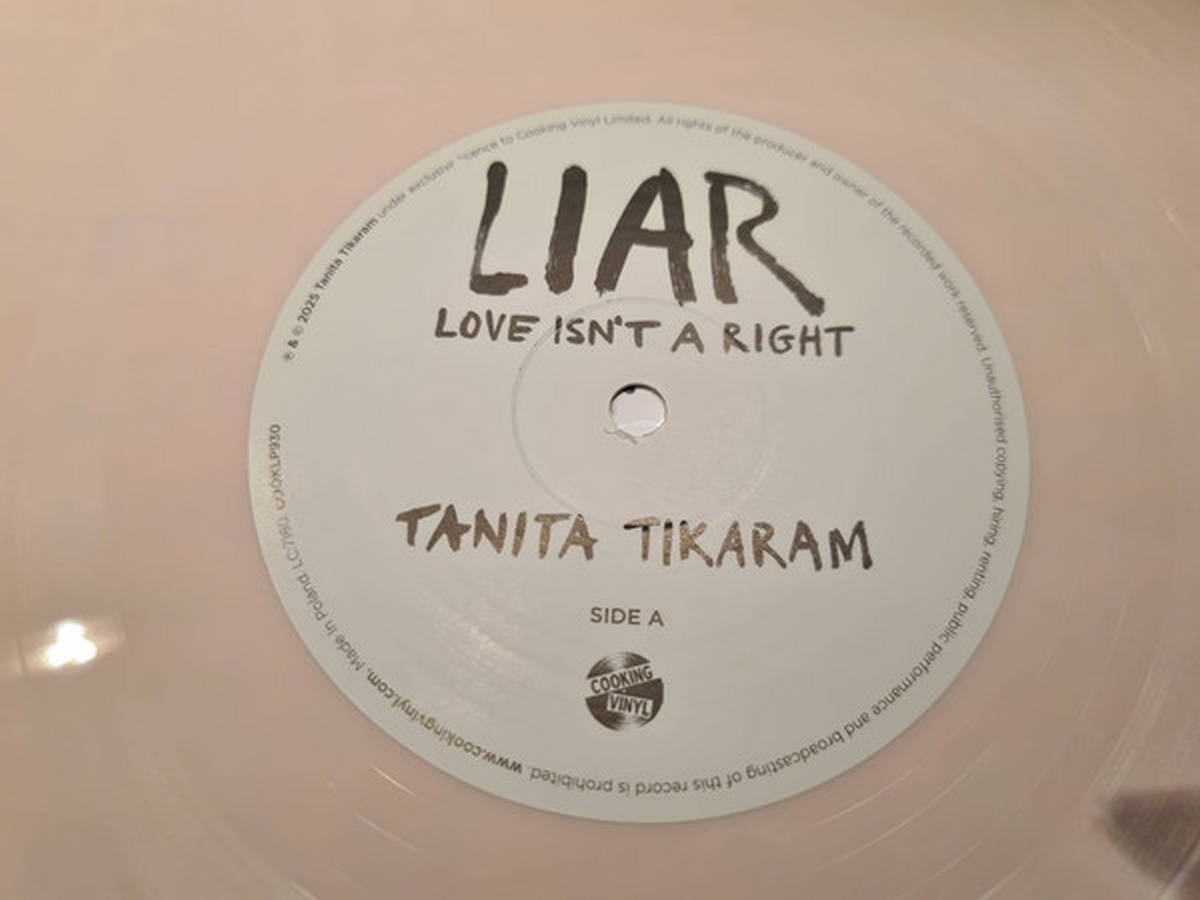 LIAR
LOVE ISN'T A RIGHT
TANITA TIKARAM
SIDE A
COOKING
VINYL
℗ & © 2025 Tanita Tikaram under exclusive licence to Cooking Vinyl Limited. All rights of the producer and owner of the recorded work reserved. Unauthorised copying, hiring, renting, public performance and broadcasting of this record is prohibited. www.cookingvinyl.com. Made in Poland. LC7180. COOKLP930